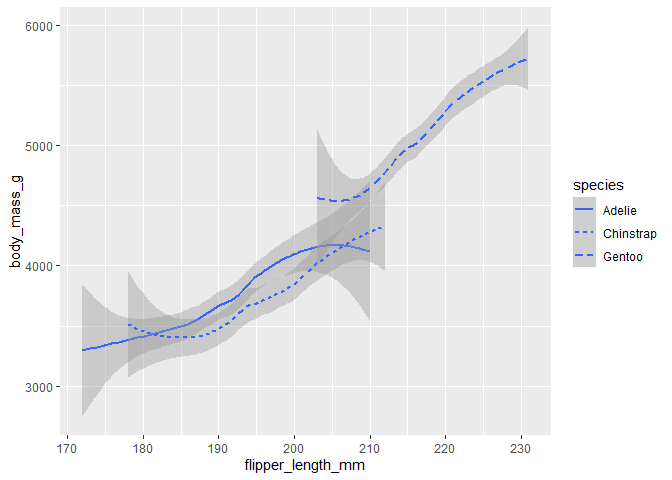 6000
5000
4000
3000
body_mass_g
170 180 190 200 210 220 230
flipper_length_mm
species
Adelie
Chinstrap
Gentoo